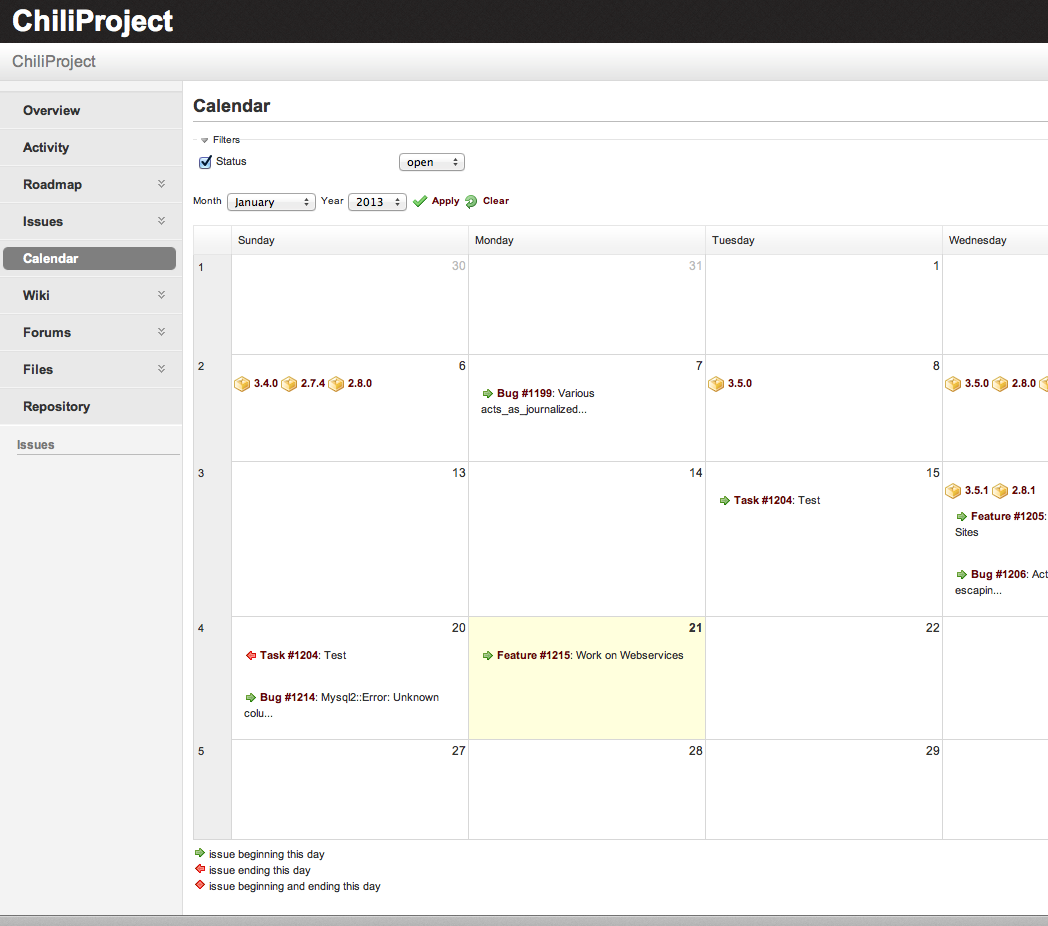 ChiliProject
ChiliProject
Overview
Activity
Roadmap
Issues
Calendar
Wiki
Forums
Files
Repository
Issues
Calendar
Filters
Status open
Month January Year 2013 Apply Clear
Sunday Monday Tuesday Wednesday
1 30 31 1
2 6 7 8
3.4.0 2.7.4 2.8.0 3.5.0 3.5.0 2.8.0
Bug #1199: Various
acts_as_journalized...
3 13 14 15
3.5.1 2.8.1
Task #1204: Test
Feature #1205:
Sites
Bug #1206: Act
escapin...
4 20 21 22
Task #1204: Test Feature #1215: Work on Webservices
Bug #1214: Mysql2::Error: Unknown
colu...
5 27 28 29
issue beginning this day
issue ending this day
issue beginning and ending this day